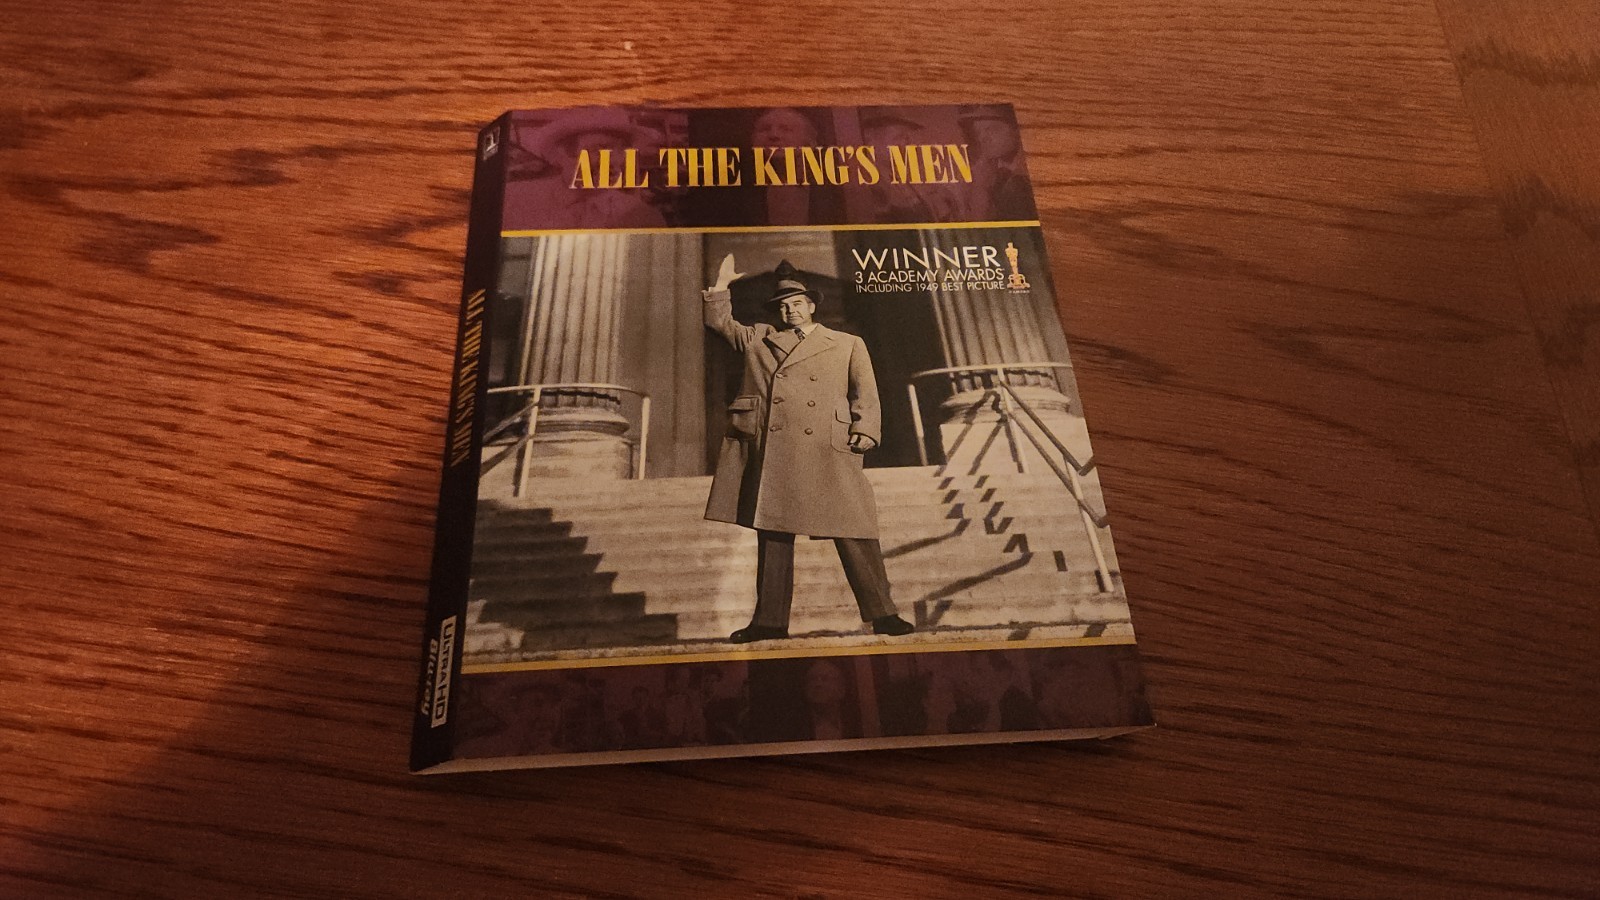 ALL THE KING'S MEN
WINNER
3 ACADEMY AWARDS
INCLUDING 1949 BEST PICTURE
ALL THE KING'S MEN
ULTRA HD
Blu-ray